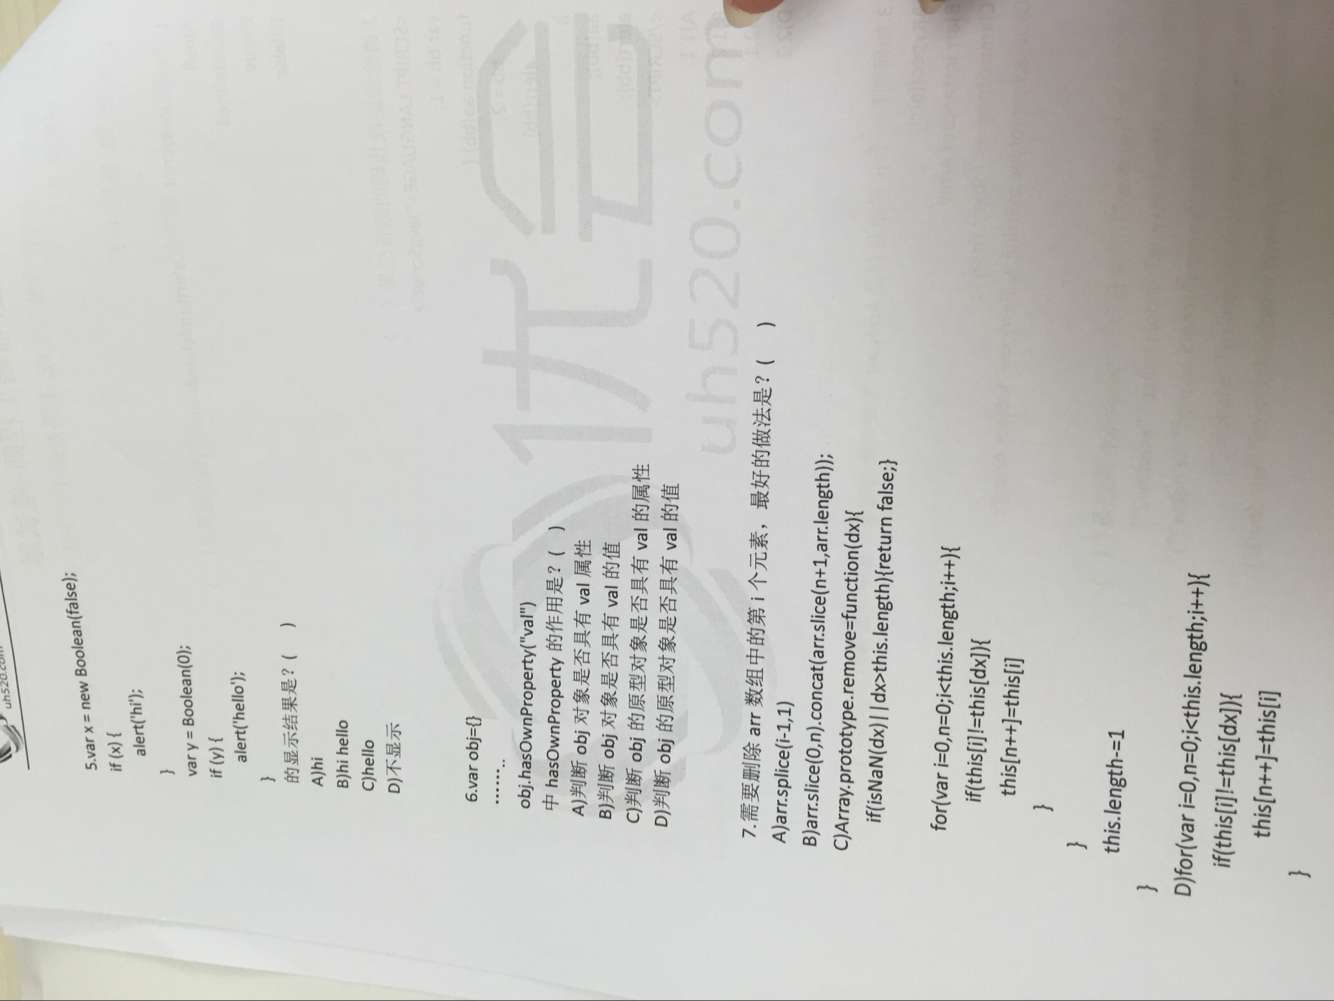 uh520.com
5.var x = new Boolean(false);
if (x) {
alert('hi');
}
var y = Boolean(0);
if (y) {
alert('hello');
}
的显示结果是？(    )
A)hi
B)hi hello
C)hello
D)不显示
6.var obj={}
........
obj.hasOwnProperty("val")
中 hasOwnProperty 的作用是？(    )
A)判断 obj 对象是否具有 val 属性
B)判断 obj 对象是否具有 val 的值
C)判断 obj 的原型对象是否具有 val 的属性
D)判断 obj 的原型对象是否具有 val 的值
优合
uh520.com
7.需要删除 arr 数组中的第 i 个元素，最好的做法是？(    )
A)arr.splice(i-1,1)
B)arr.slice(0,n).concat(arr.slice(n+1,arr.length));
C)Array.prototype.remove=function(dx){
if(isNaN(dx)||dx>this.length){return false;}
for(var i=0,n=0;i<this.length;i++){
if(this[i]!=this[dx]){
this[n++]=this[i]
}
}
this.length-=1
}
D)for(var i=0,n=0;i<this.length;i++){
if(this[i]!=this[dx]){
this[n++]=this[i]
}